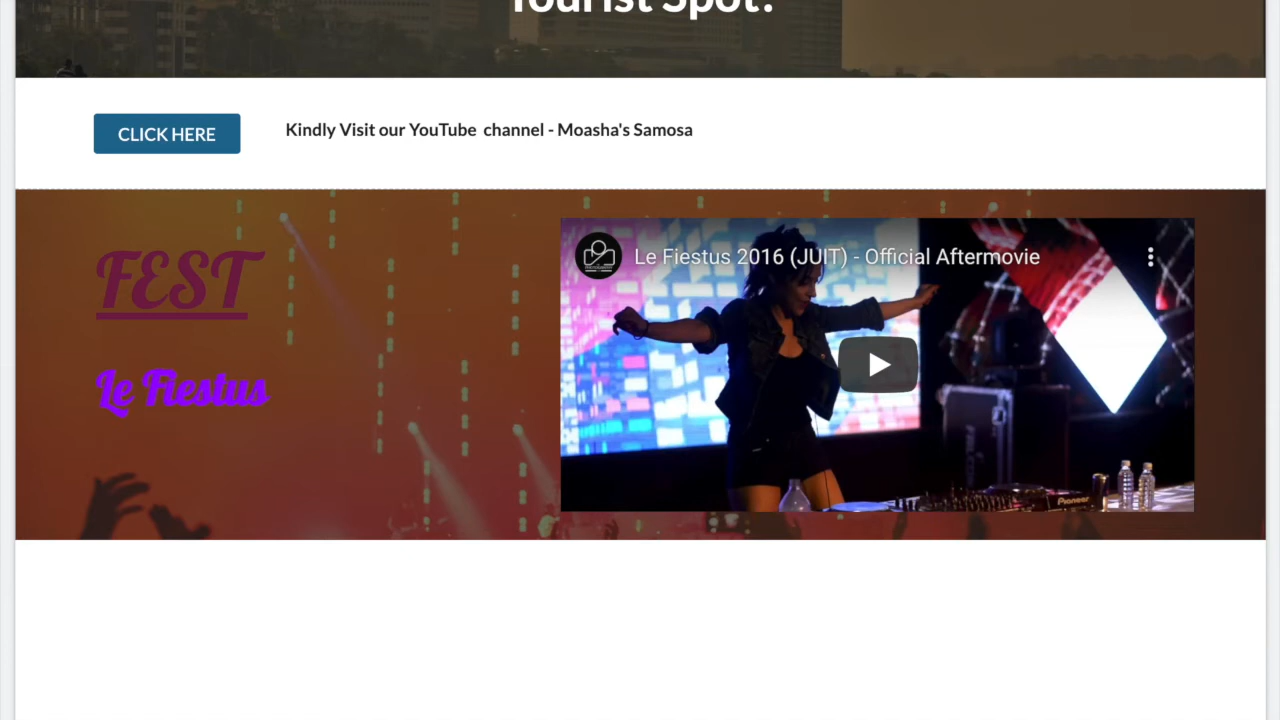 Tourist Spot!
CLICK HERE
Kindly Visit our YouTube channel - Moasha's Samosa
FEST
Le Fiestus
Le Fiestus 2016 (JUIT) - Official Aftermovie
Pioneer